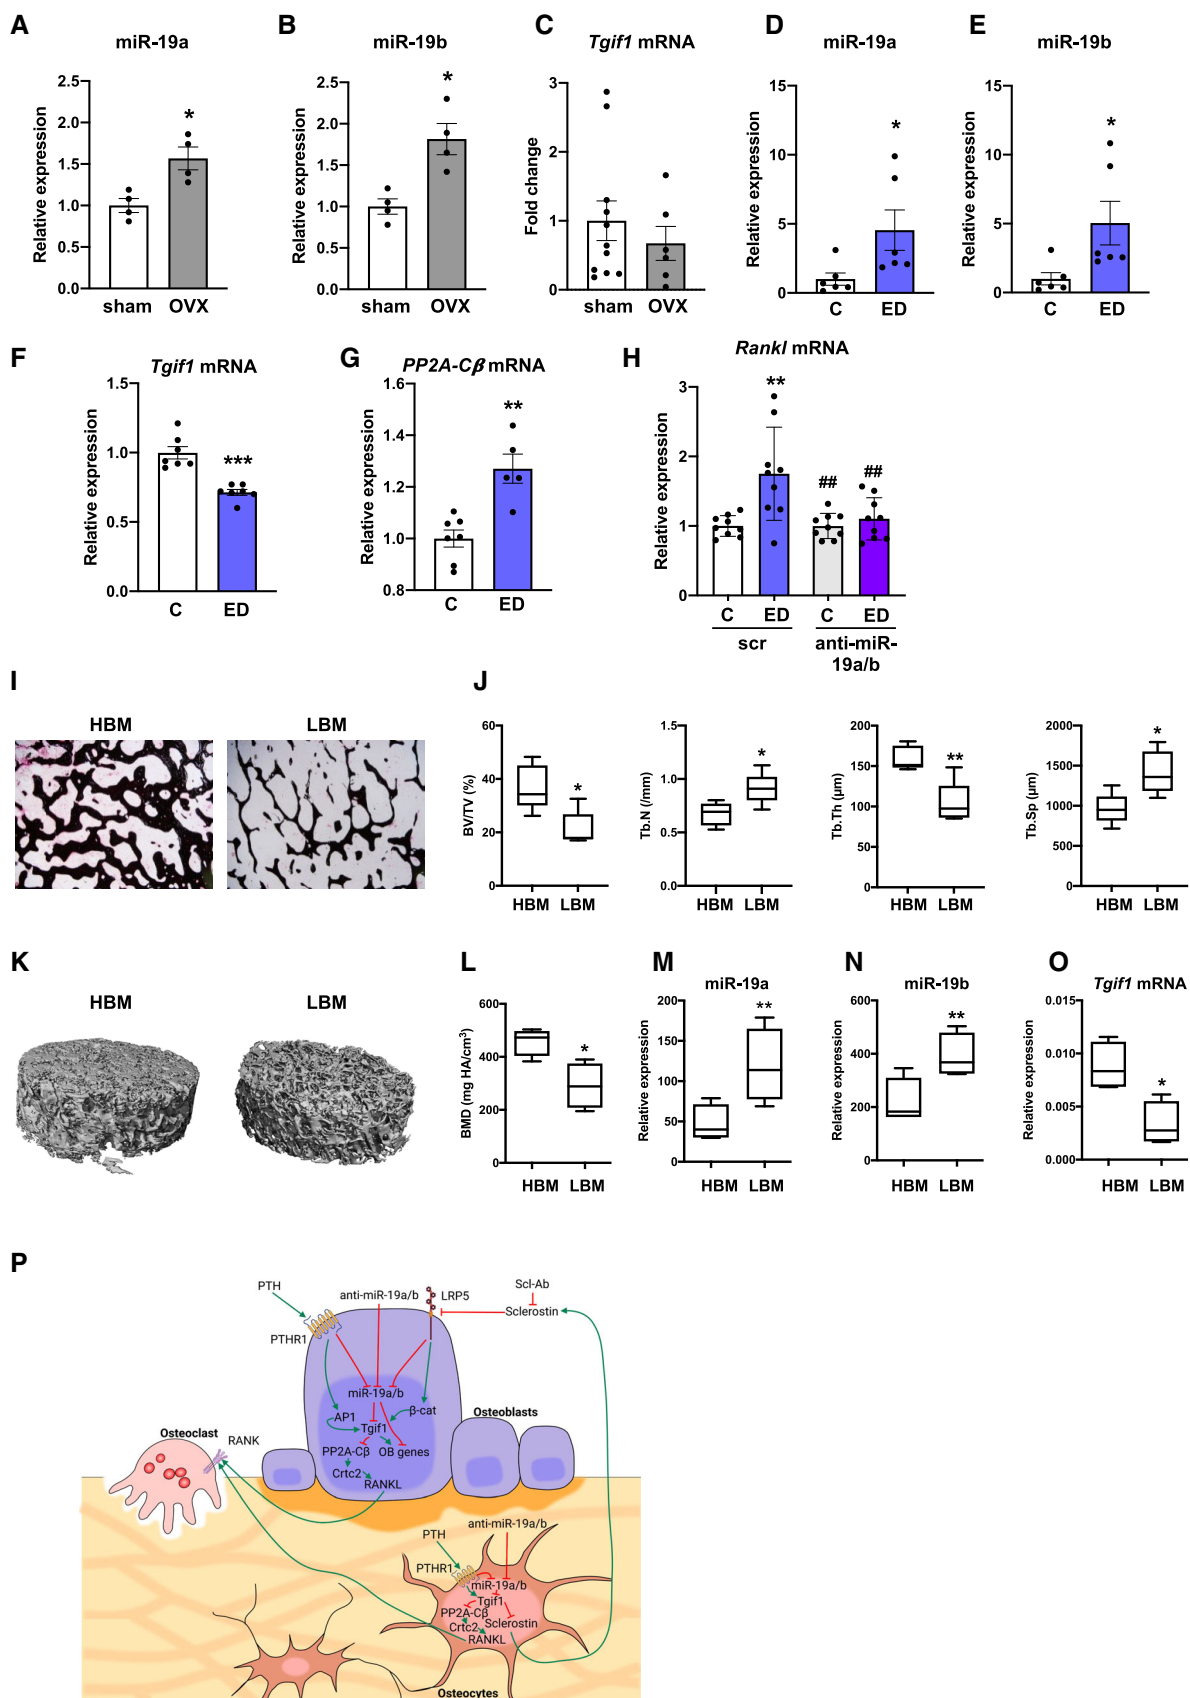 A
miR-19a
Relative expression
2.5
2.0
1.5
1.0
0.5
0.0
*
sham OVX
B
miR-19b
Relative expression
2.5
2.0
1.5
1.0
0.5
0.0
*
sham OVX
C
Tgif1 mRNA
Fold change
3
2
1
0
sham OVX
D
miR-19a
Relative expression
15
10
5
0
*
C ED
E
miR-19b
Relative expression
15
10
5
0
*
C ED
F
Tgif1 mRNA
Relative expression
1.5
1.0
0.5
0.0
***
C ED
G
PP2A-Cβ mRNA
Relative expression
1.6
1.4
1.2
1.0
0.8
**
C ED
H
Rankl mRNA
Relative expression
3
2
1
0
**
## ##
C ED C ED
scr anti-miR-
19a/b
I
HBM LBM
J
BV/TV (%)
60
40
20
0
*
HBM LBM
Tb.N (/mm)
1.5
1.0
0.5
0.0
*
HBM LBM
Tb.Th (µm)
200
150
100
50
0
**
HBM LBM
Tb.Sp (µm)
2000
1500
1000
500
0
*
HBM LBM
K
HBM LBM
L
BMD (mg HA/cm³)
600
400
200
0
*
HBM LBM
M
miR-19a
Relative expression
200
150
100
50
0
**
HBM LBM
N
miR-19b
Relative expression
600
400
200
0
**
HBM LBM
O
Tgif1 mRNA
Relative expression
0.015
0.010
0.005
0.000
*
HBM LBM
P
PTH
anti-miR-19a/b
LRP5
Scl-Ab
Sclerostin
PTHR1
miR-19a/b
AP1
β-cat
Tgif1
Osteoblasts
Osteoclast
RANK
PP2A-Cβ
OB genes
Crtc2
RANKL
anti-miR-19a/b
PTH
PTHR1
miR-19a/b
Tgif1
PP2A-Cβ
Sclerostin
Crtc2
RANKL
Osteocytes